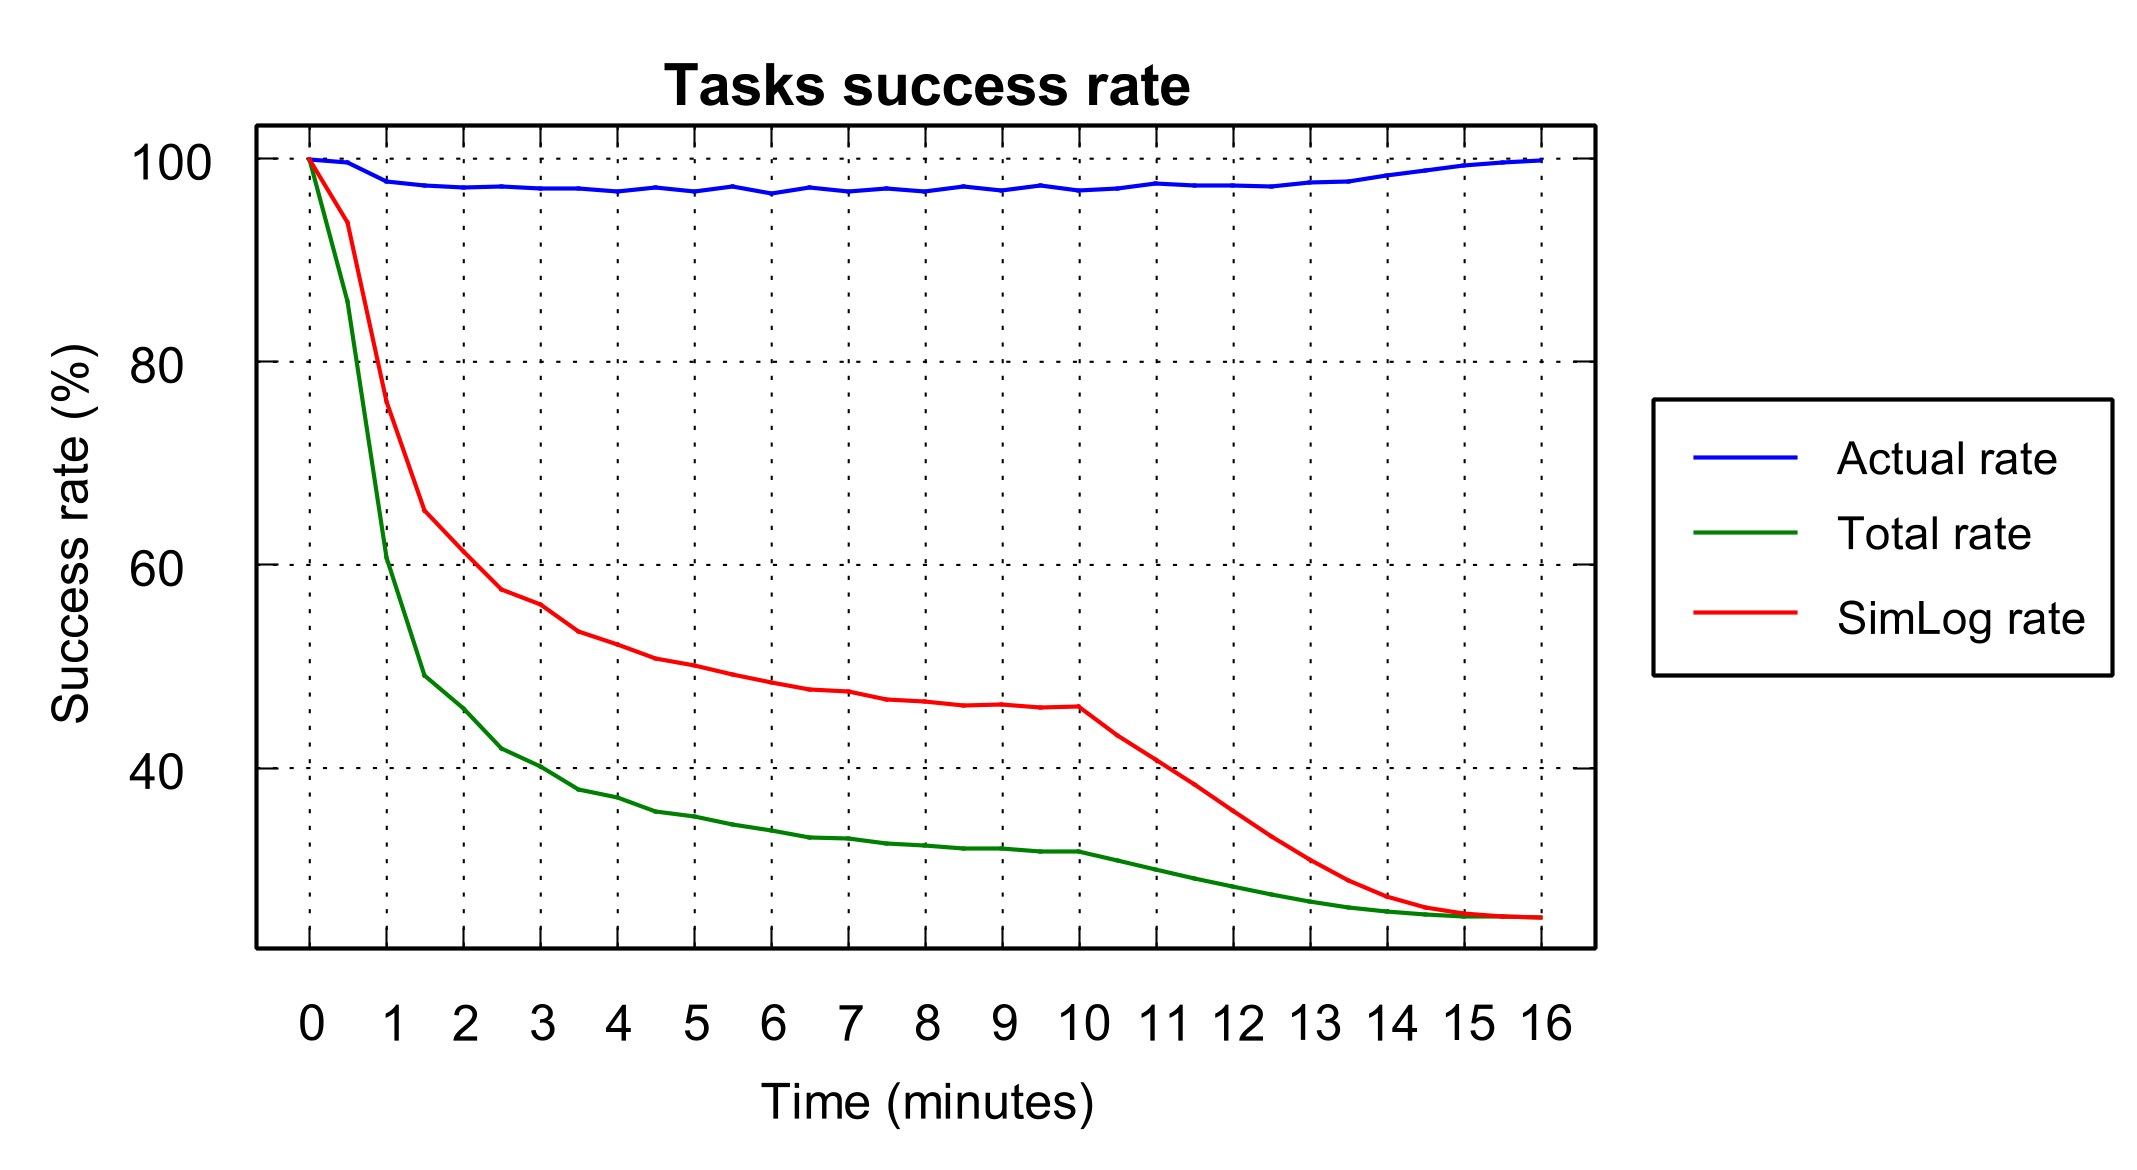 Tasks success rate
100
80
60
40
Success rate (%)
0 1 2 3 4 5 6 7 8 9 10 11 12 13 14 15 16
Time (minutes)
Actual rate
Total rate
SimLog rate